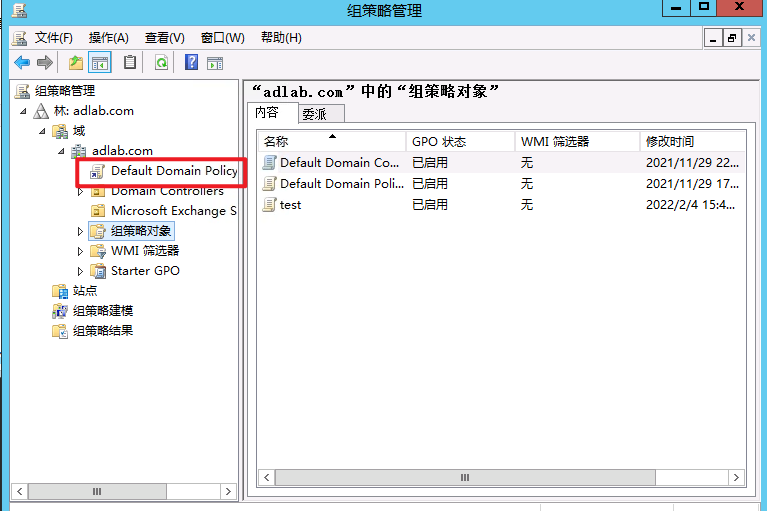 组策略管理
文件(F) 操作(A) 查看(V) 窗口(W) 帮助(H)
组策略管理
林: adlab.com
域
adlab.com
Default Domain Policy
Domain Controllers
Microsoft Exchange S
组策略对象
WMI 筛选器
Starter GPO
站点
组策略建模
组策略结果
“adlab.com”中的“组策略对象”
内容 委派
名称 GPO 状态 WMI 筛选器 修改时间
Default Domain Co... 已启用 无 2021/11/29 22...
Default Domain Poli... 已启用 无 2021/11/29 17...
test 已启用 无 2022/2/4 15:4...